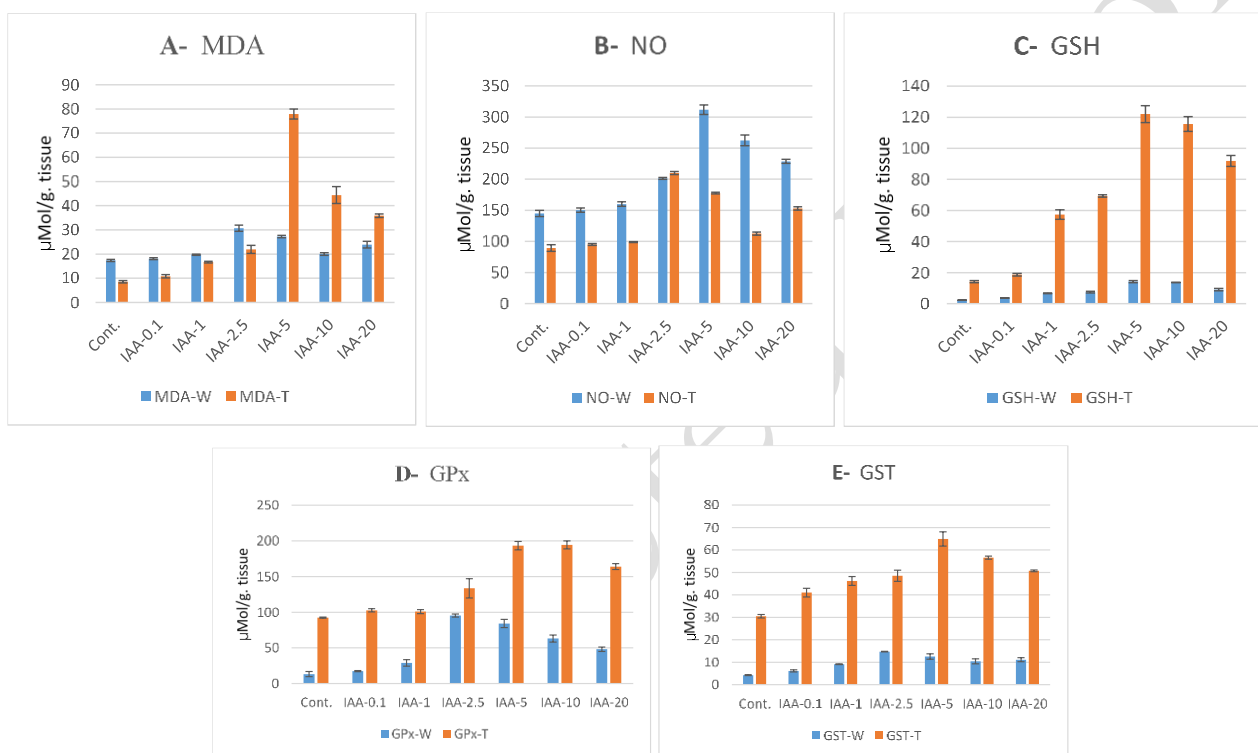 A- MDA
µMol/g. tissue
90
80
70
60
50
40
30
20
10
0
Cont. IAA-0.1 IAA-1 IAA-2.5 IAA-5 IAA-10 IAA-20
MDA-W MDA-T
B- NO
µMol/g. tissue
350
300
250
200
150
100
50
0
Cont. IAA-0.1 IAA-1 IAA-2.5 IAA-5 IAA-10 IAA-20
NO-W NO-T
C- GSH
µMol/g. tissue
140
120
100
80
60
40
20
0
Cont. IAA-0.1 IAA-1 IAA-2.5 IAA-5 IAA-10 IAA-20
GSH-W GSH-T
D- GPx
µMol/g. tissue
250
200
150
100
50
0
Cont. IAA-0.1 IAA-1 IAA-2.5 IAA-5 IAA-10 IAA-20
GPx-W GPx-T
E- GST
µMol/g. tissue
80
70
60
50
40
30
20
10
0
Cont. IAA-0.1 IAA-1 IAA-2.5 IAA-5 IAA-10 IAA-20
GST-W GST-T